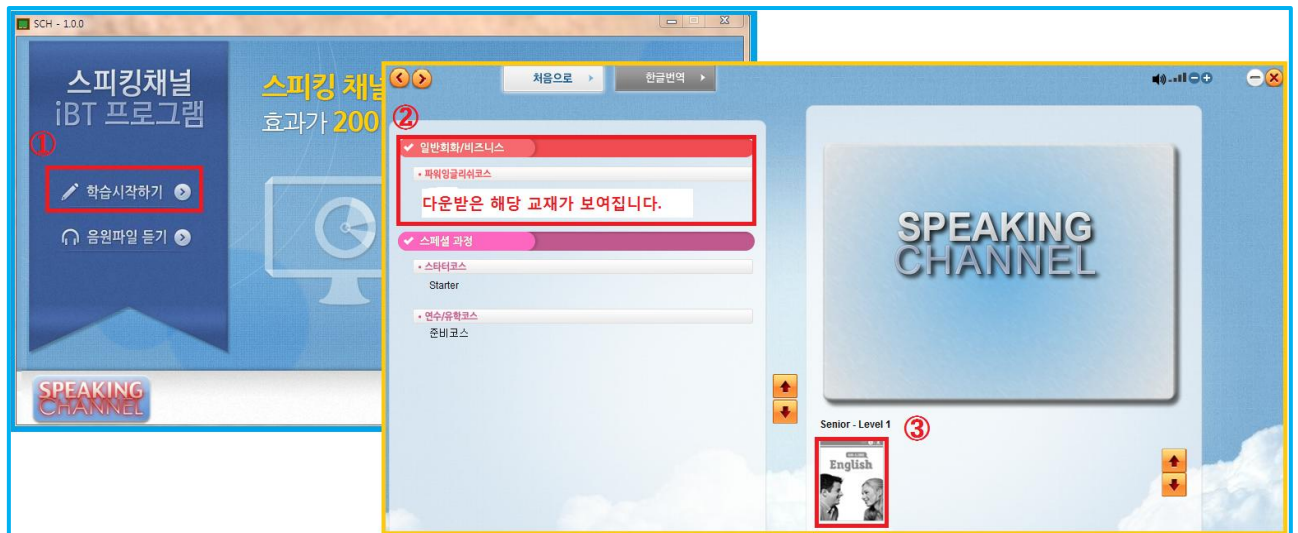 SCH - 1.0.0
스피킹채널
iBT 프로그램
①
학습시작하기
음원파일 듣기
스피킹 채널
효과가 200
SPEAKING
CHANNEL
처음으로
한글번역
②
일반회화/비즈니스
• 파워잉글리쉬코스
다운받은 해당 교재가 보여집니다.
스페셜 과정
• 스타터코스
Starter
• 연수/유학코스
준비코스
SPEAKING
CHANNEL
Senior - Level 1
③
English